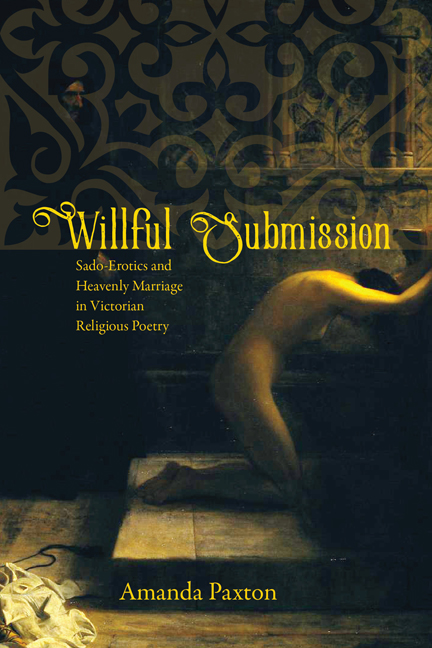 Willful Submission
Sado-Erotics and
Heavenly Marriage
in Victorian
Religious Poetry
Amanda Paxton